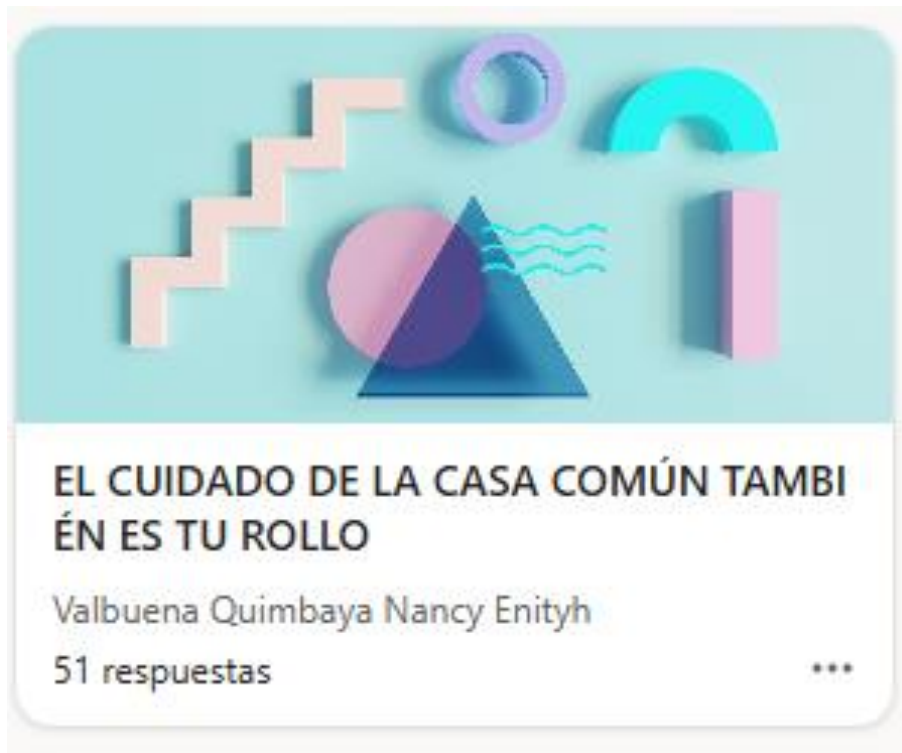 EL CUIDADO DE LA CASA COMÚN TAMBI
ÉN ES TU ROLLO
Valbuena Quimbaya Nancy Enityh
51 respuestas